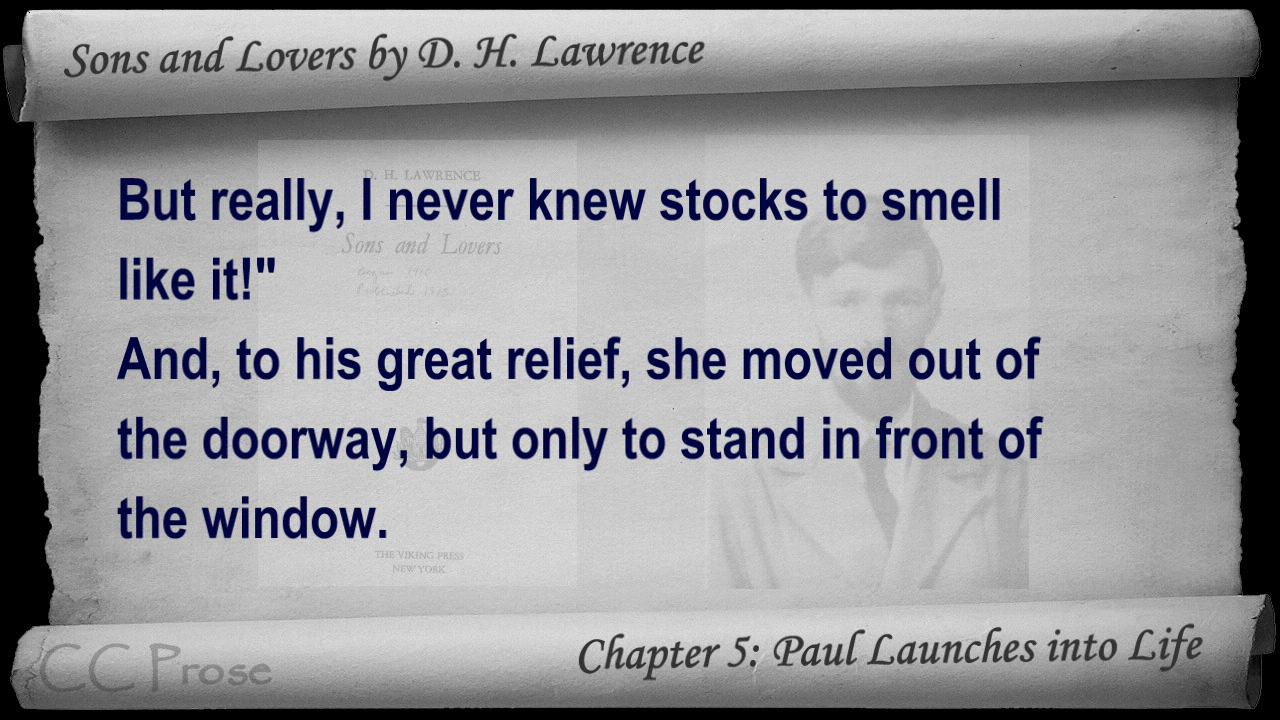 Sons and Lovers by D. H. Lawrence
D. H. LAWRENCE
But really, I never knew stocks to smell
Sons and Lovers
like it!"
And, to his great relief, she moved out of
the doorway, but only to stand in front of
the window.
THE VIKING PRESS
NEW YORK
Chapter 5: Paul Launches into Life
CC Prose